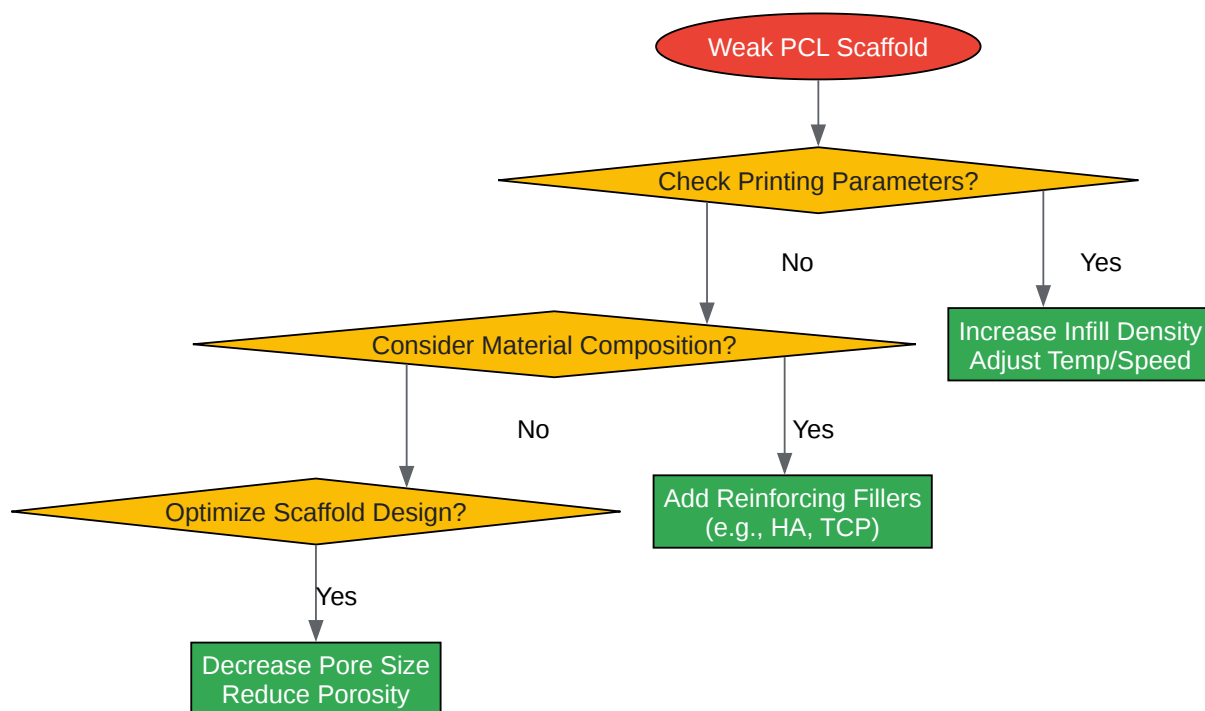 Weak PCL Scaffold
Check Printing Parameters?
No
Yes
Increase Infill Density
Adjust Temp/Speed
Consider Material Composition?
No
Yes
Add Reinforcing Fillers
(e.g., HA, TCP)
Optimize Scaffold Design?
Yes
Decrease Pore Size
Reduce Porosity